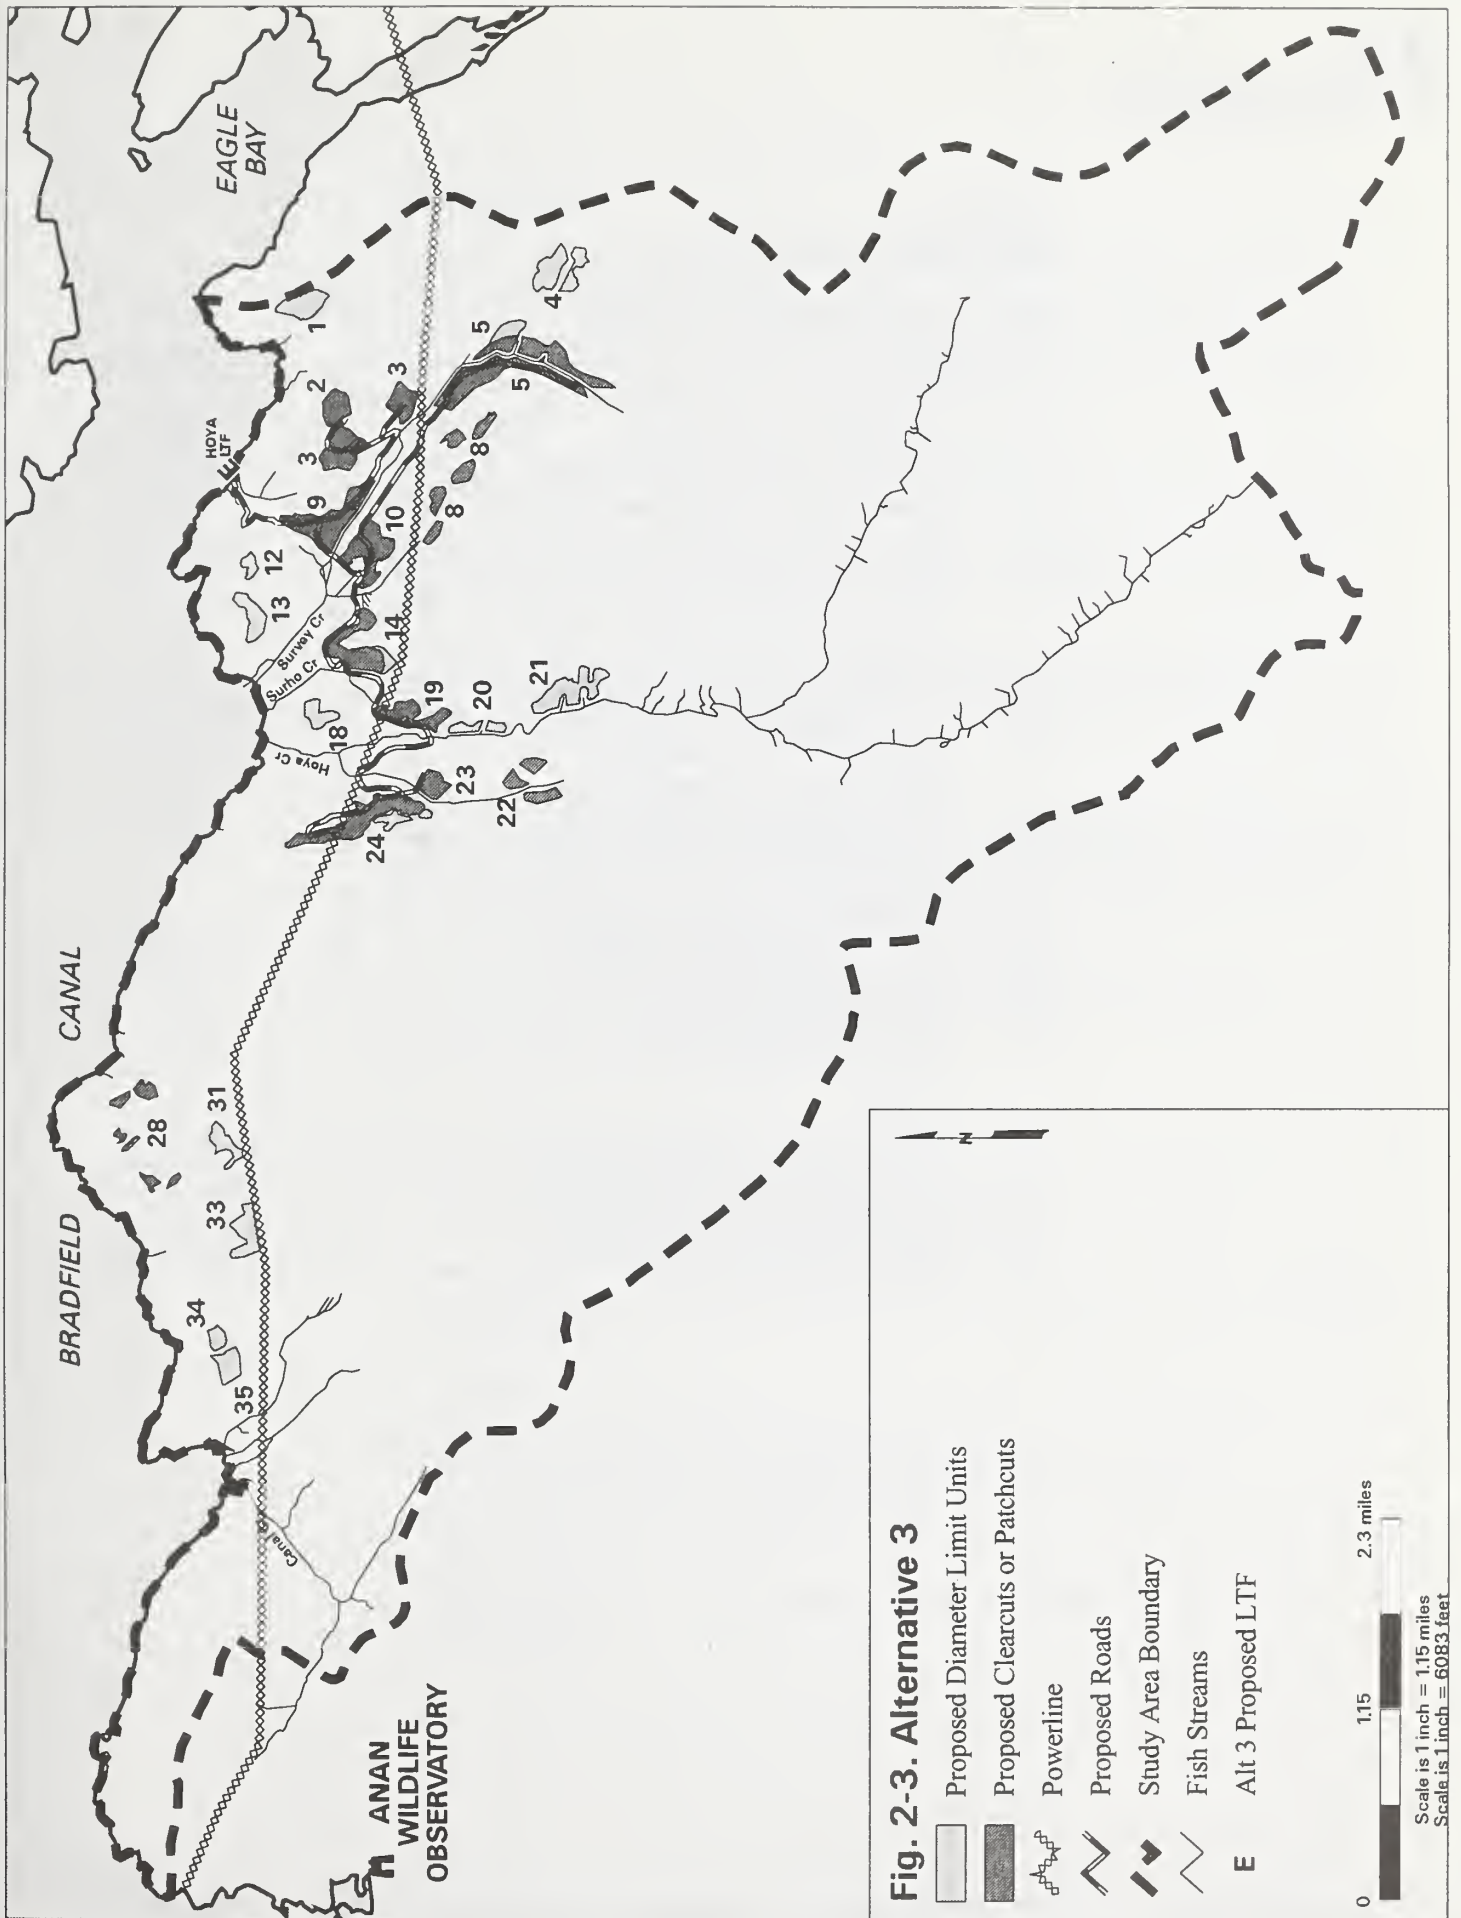 EAGLE
BAY
BRADFIELD CANAL
HOYA
LTF
1
2
3
3
4
5
5
8
8
9
10
12
13
14
18
19
20
21
22
23
24
28
31
33
34
35
Survey Cr
Surho Cr
Hoya Cr
Canal
ANAN
WILDLIFE
OBSERVATORY
N
Fig. 2-3. Alternative 3
Proposed Diameter Limit Units
Proposed Clearcuts or Patchcuts
Powerline
Proposed Roads
Study Area Boundary
Fish Streams
E Alt 3 Proposed LTF
0 1.15 2.3 miles
Scale is 1 inch = 1.15 miles
Scale is 1 inch = 6083 feet